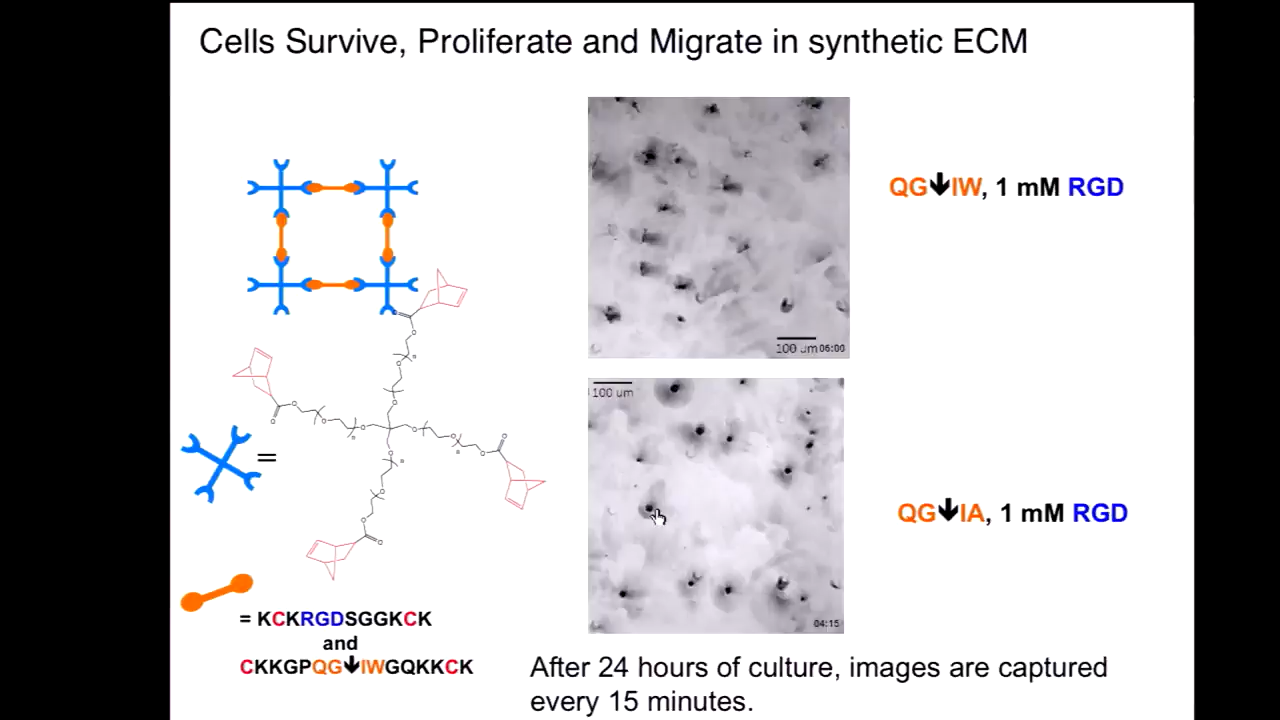 Cells Survive, Proliferate and Migrate in synthetic ECM
QG↓IW, 1 mM RGD
100 um 06:00
100 um
QG↓IA, 1 mM RGD
04:15
=
= KCKRGDSGGKCK
and
CKKGPQG↓IWGQKKCK
After 24 hours of culture, images are captured
every 15 minutes.